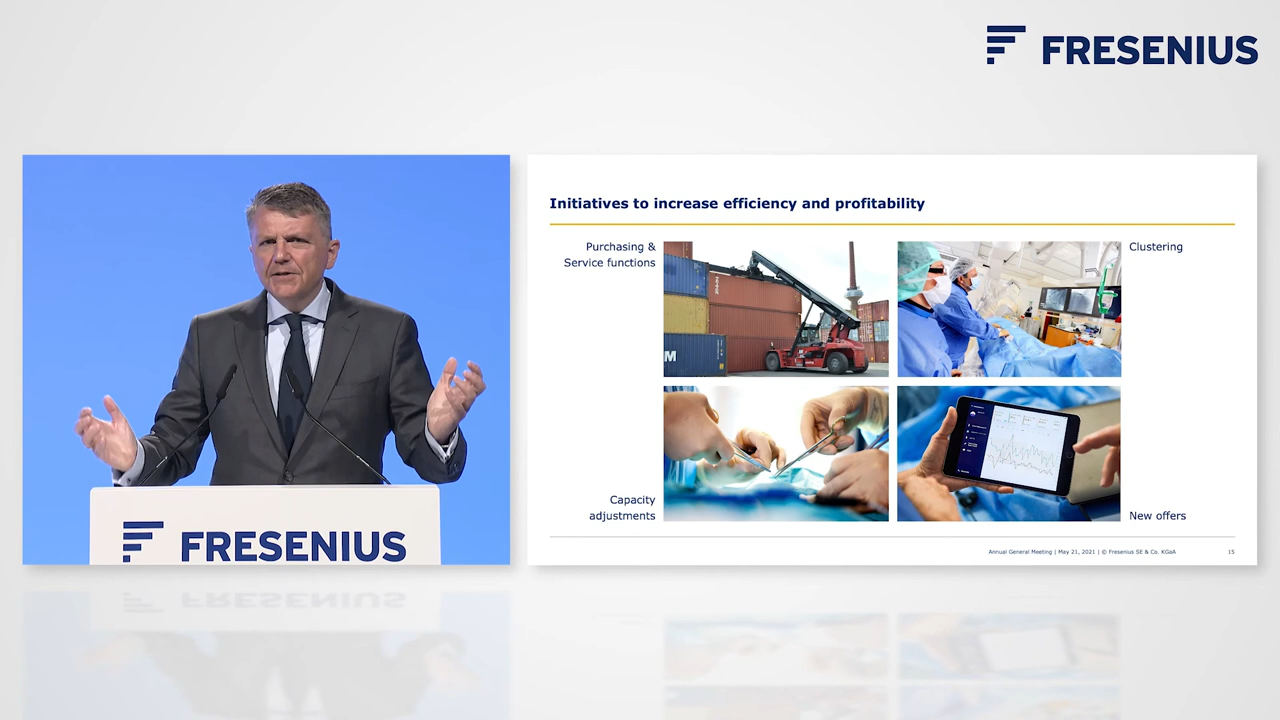 FRESENIUS
Initiatives to increase efficiency and profitability
Purchasing &
Service functions
Clustering
Capacity
adjustments
New offers
Annual General Meeting | May 21, 2021 | © Fresenius SE & Co. KGaA
15
FRESENIUS